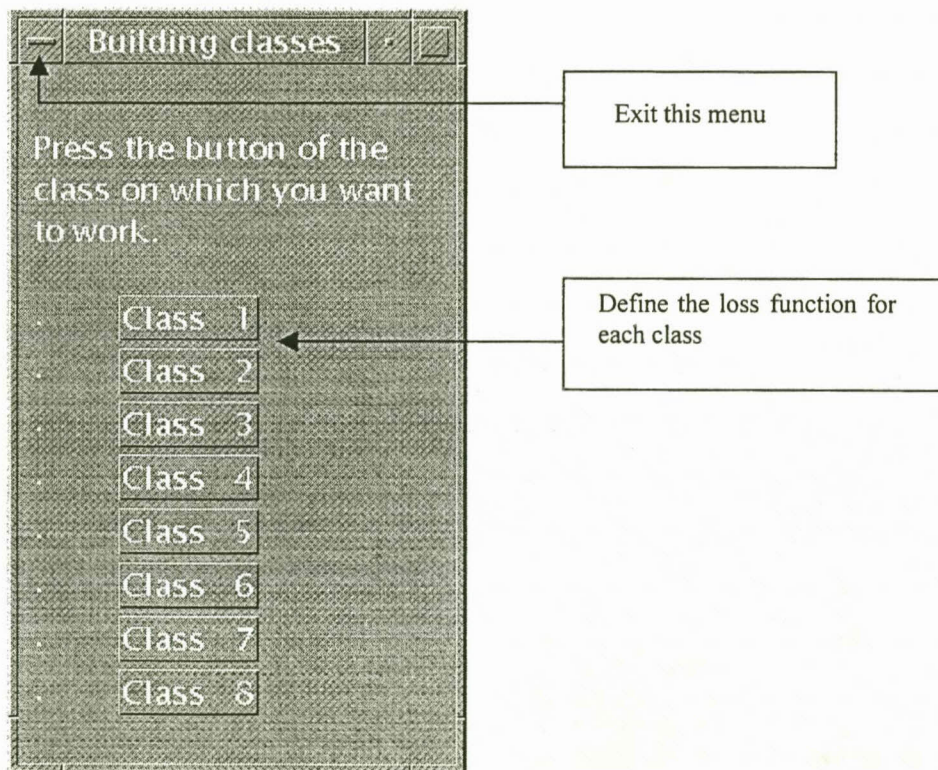 Building classes
Exit this menu
Press the button of the
class on which you want
to work.
Define the loss function for
each class
Class 1
Class 2
Class 3
Class 4
Class 5
Class 6
Class 7
Class 8